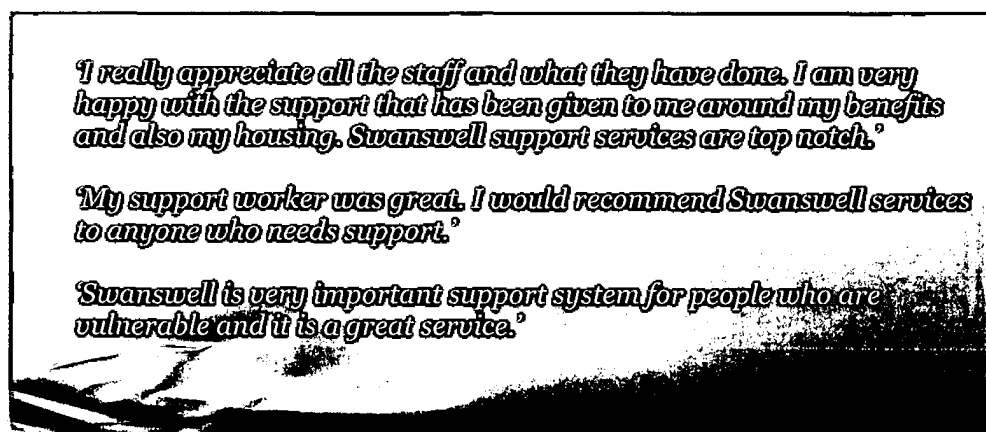 ‘I really appreciate all the staff and what they have done. I am very
happy with the support that has been given to me around my benefits
and also my housing. Swanswell support services are top notch.’
‘My support worker was great. I would recommend Swanswell services
to anyone who needs support.’
‘Swanswell is very important support system for people who are
vulnerable and it is a great service.’